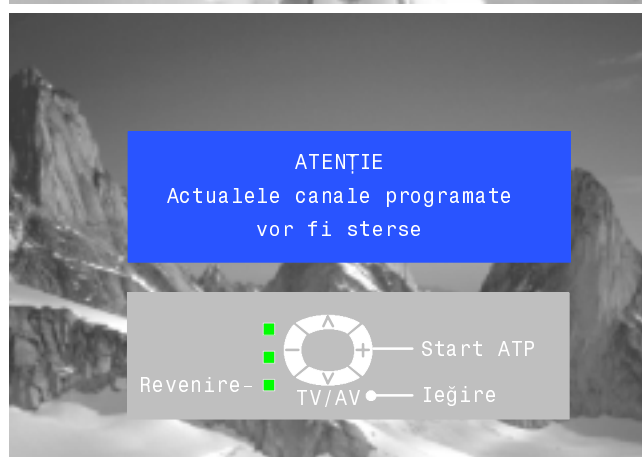 ATENȚIE
Actualele canale programate
vor fi sterse
Start ATP
Revenire
TV/AV
Ieğire